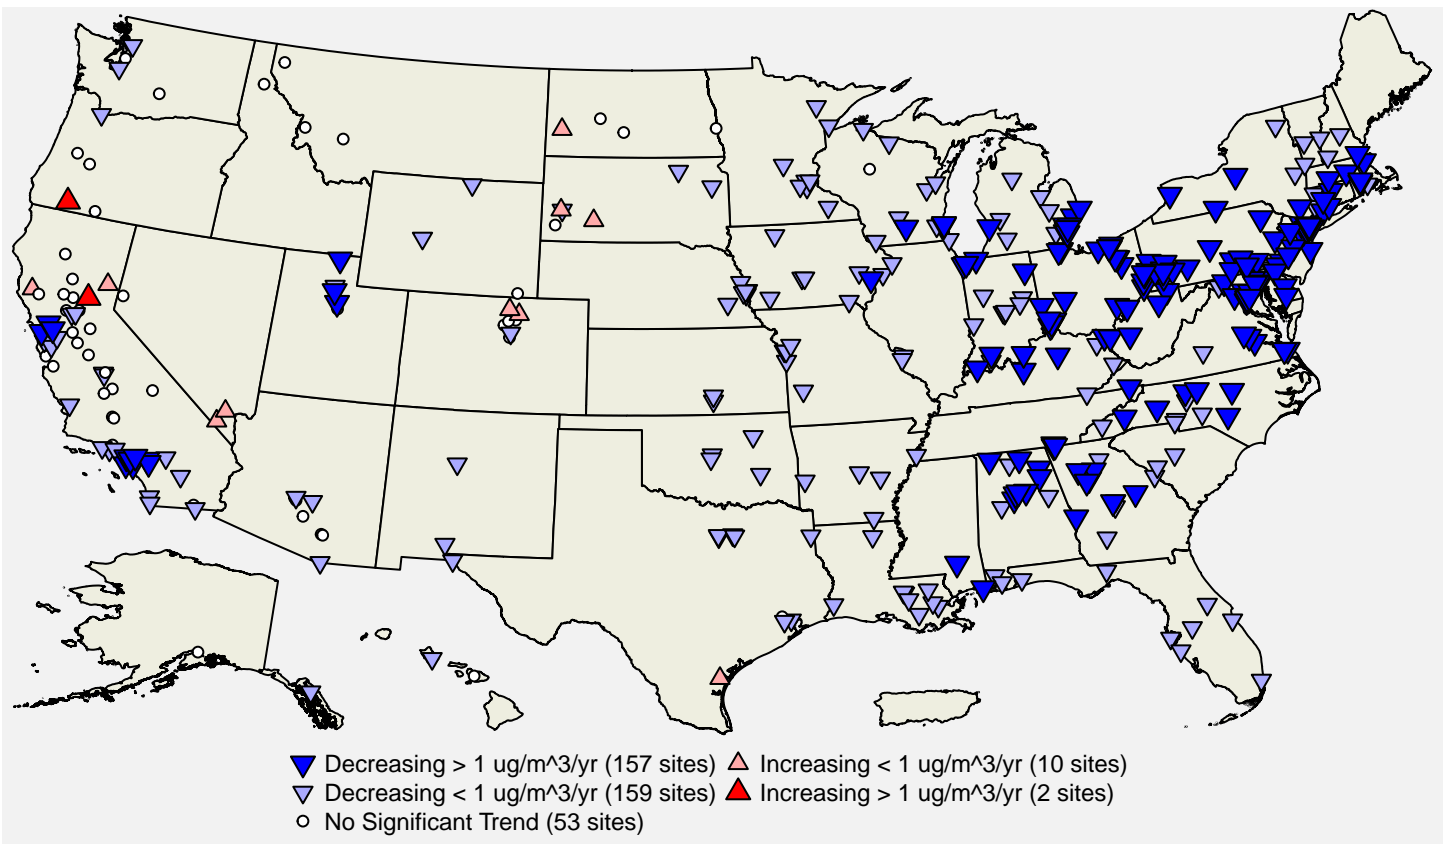 Decreasing > 1 ug/m^3/yr (157 sites) Increasing < 1 ug/m^3/yr (10 sites)
Decreasing < 1 ug/m^3/yr (159 sites) Increasing > 1 ug/m^3/yr (2 sites)
No Significant Trend (53 sites)